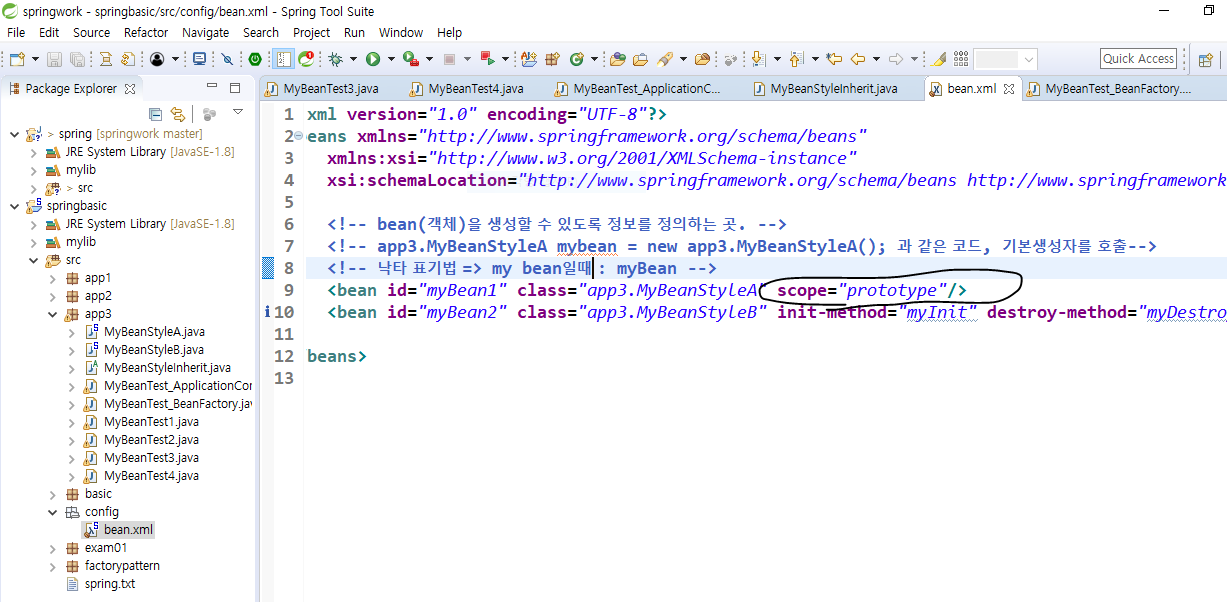 springwork - springbasic/src/config/bean.xml - Spring Tool Suite
File Edit Source Refactor Navigate Search Project Run Window Help
Quick Access
Package Explorer
MyBeanTest3.java MyBeanTest4.java MyBeanTest_ApplicationC... MyBeanStyleInherit.java bean.xml MyBeanTest_BeanFactory....
> spring [springwork master]
JRE System Library [JavaSE-1.8]
mylib
> src
springbasic
JRE System Library [JavaSE-1.8]
mylib
src
app1
app2
app3
MyBeanStyleA.java
MyBeanStyleB.java
MyBeanStyleInherit.java
MyBeanTest_ApplicationCor
MyBeanTest_BeanFactory.jav
MyBeanTest1.java
MyBeanTest2.java
MyBeanTest3.java
MyBeanTest4.java
basic
config
bean.xml
exam01
factorypattern
spring.txt
1 xml version="1.0" encoding="UTF-8"?>
2 eans xmlns="http://www.springframework.org/schema/beans"
3 xmlns:xsi="http://www.w3.org/2001/XMLSchema-instance"
4 xsi:schemaLocation="http://www.springframework.org/schema/beans http://www.springframework
5
6 <!-- bean(객체)을 생성할 수 있도록 정보를 정의하는 곳. -->
7 <!-- app3.MyBeanStyleA mybean = new app3.MyBeanStyleA(); 과 같은 코드, 기본생성자를 호출-->
8 <!-- 낙타 표기법 => my bean일때: myBean -->
9 <bean id="myBean1" class="app3.MyBeanStyleA" scope="prototype"/>
10 <bean id="myBean2" class="app3.MyBeanStyleB" init-method="myInit" destroy-method="myDestro
11
12 beans>
13